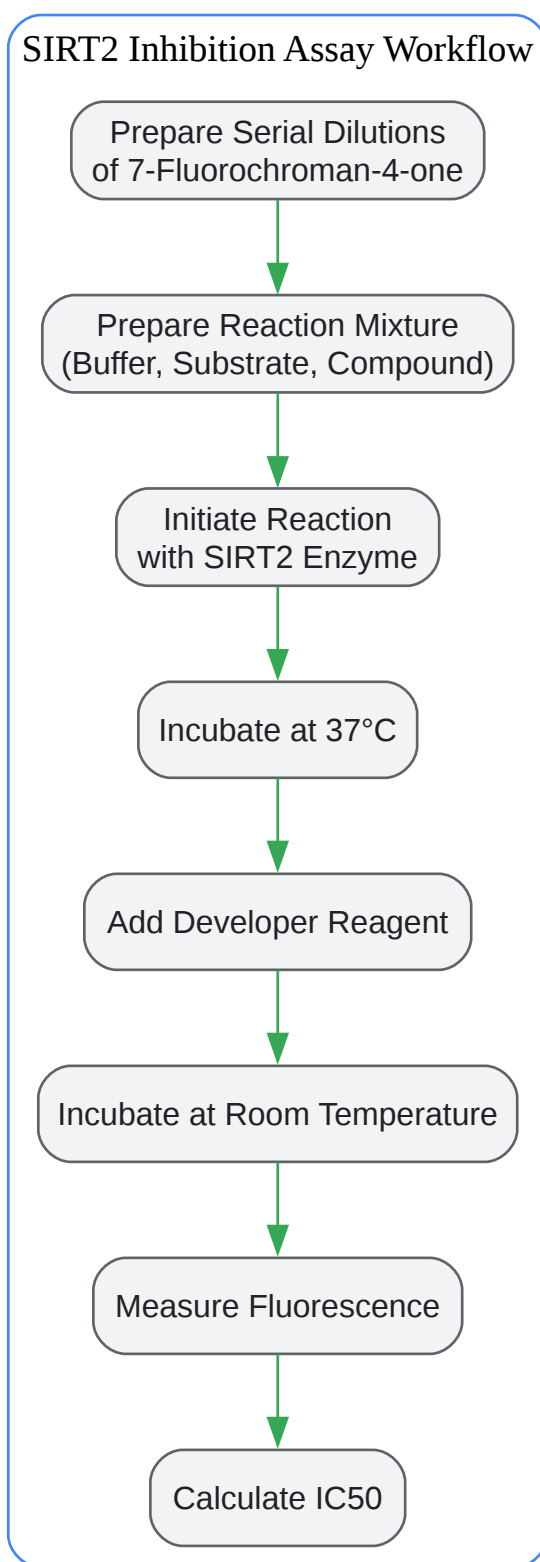 SIRT2 Inhibition Assay Workflow
Prepare Serial Dilutions
of 7-Fluorochroman-4-one
Prepare Reaction Mixture
(Buffer, Substrate, Compound)
Initiate Reaction
with SIRT2 Enzyme
Incubate at 37°C
Add Developer Reagent
Incubate at Room Temperature
Measure Fluorescence
Calculate IC50